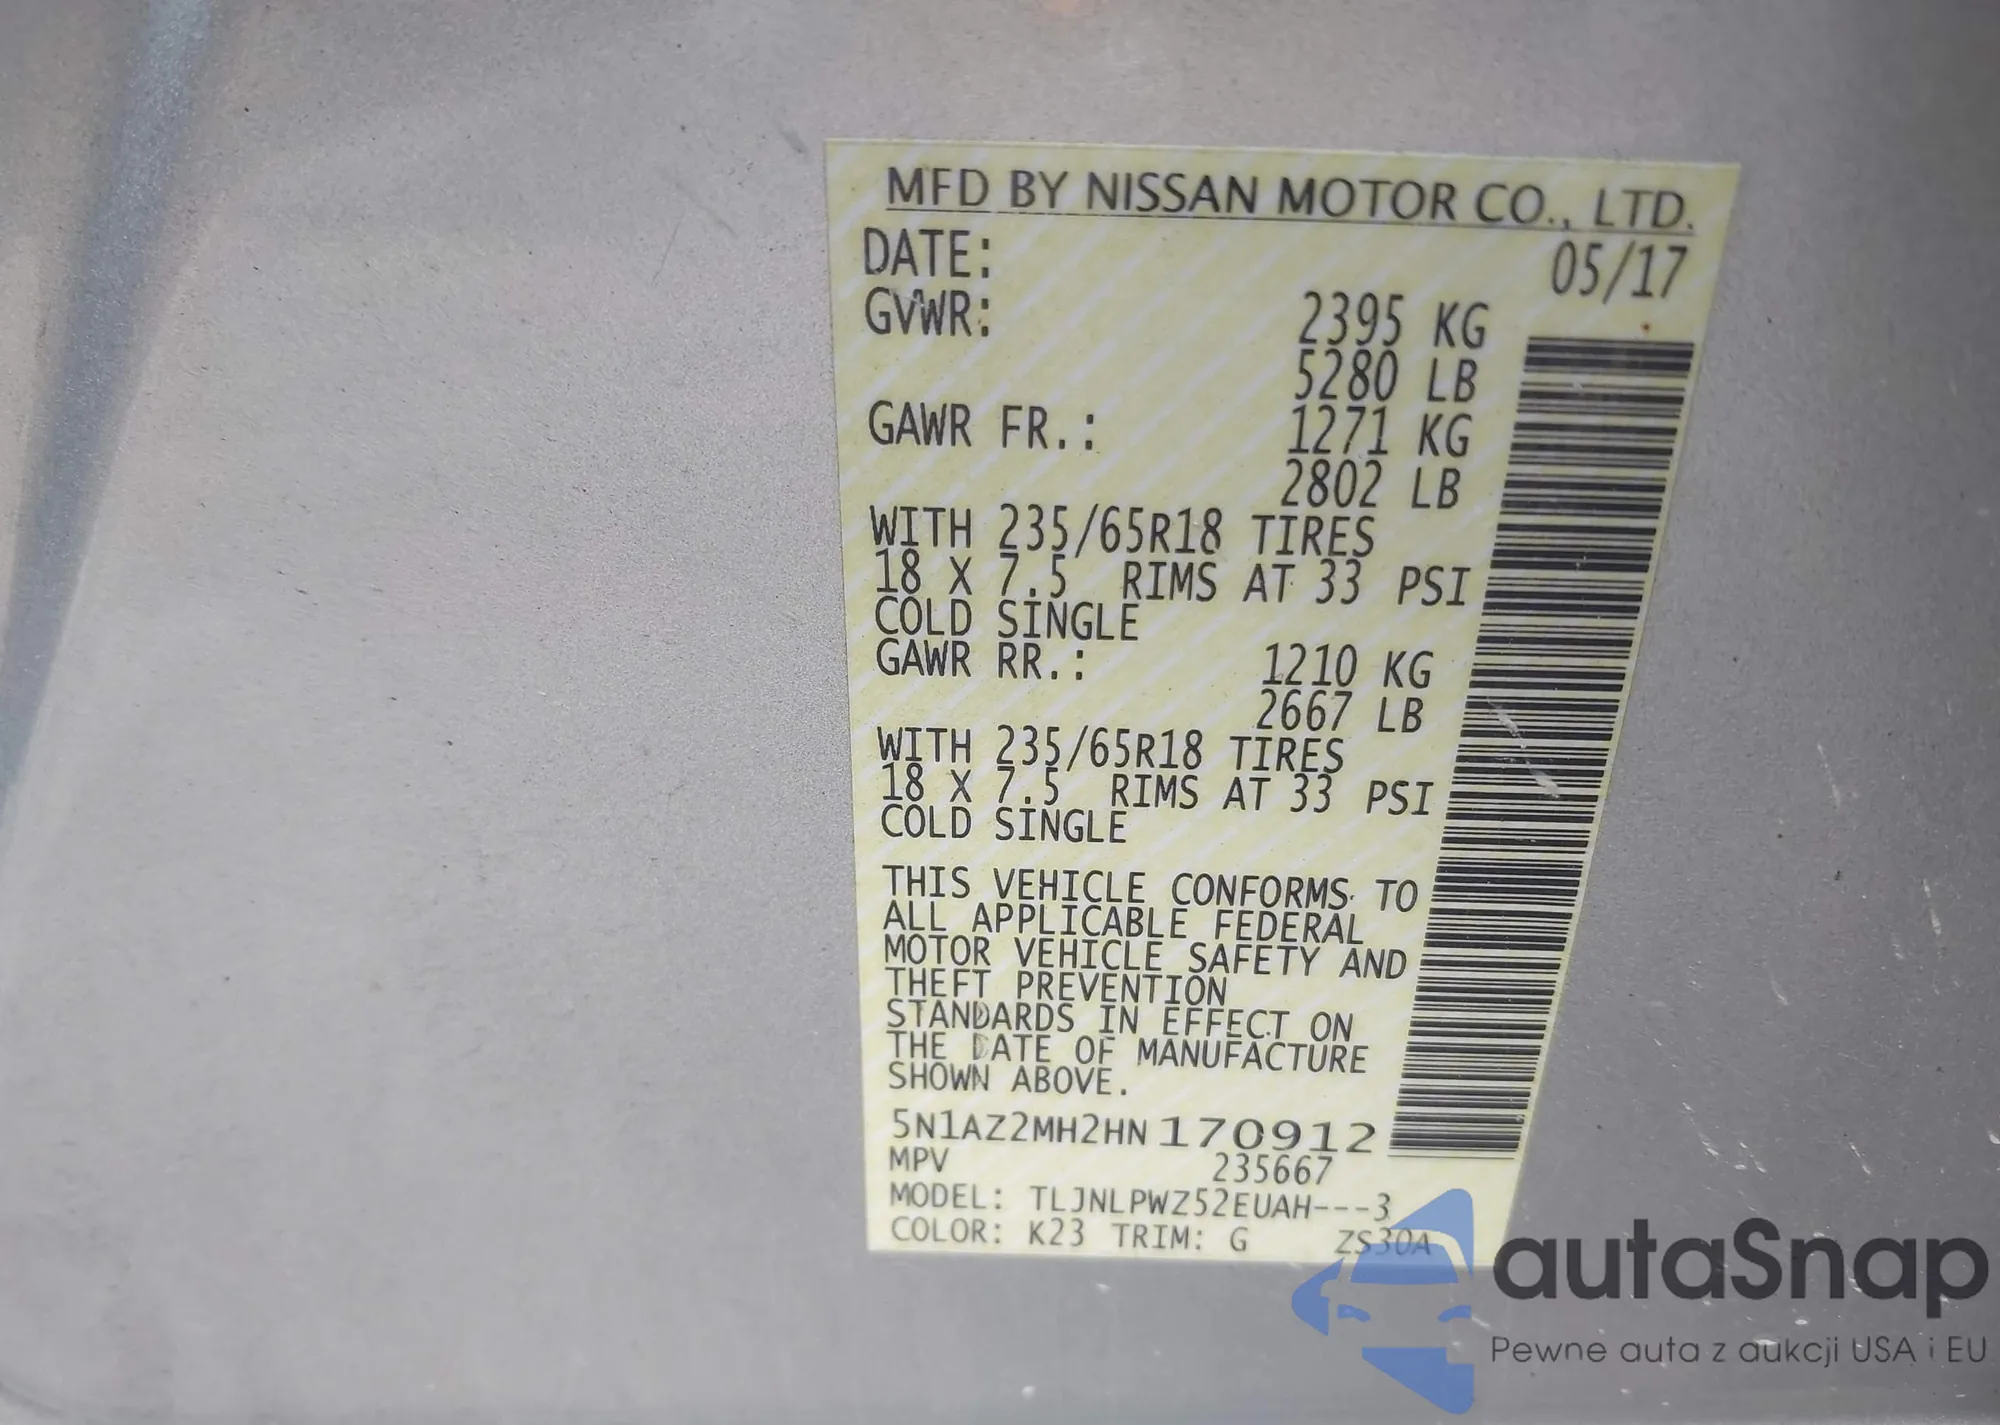 MFD BY NISSAN MOTOR CO., LTD.
DATE: 05/17
GVWR: 2395 KG
5280 LB
GAWR FR.: 1271 KG
2802 LB
WITH 235/65R18 TIRES
18 X 7.5 RIMS AT 33 PSI
COLD SINGLE
GAWR RR.: 1210 KG
2667 LB
WITH 235/65R18 TIRES
18 X 7.5 RIMS AT 33 PSI
COLD SINGLE
THIS VEHICLE CONFORMS TO
ALL APPLICABLE FEDERAL
MOTOR VEHICLE SAFETY AND
THEFT PREVENTION
STANDARDS IN EFFECT ON
THE DATE OF MANUFACTURE
SHOWN ABOVE.
5N1AZ2MH2HN170912
MPV 235667
MODEL: TLJNLPWZ52EUAH---3
COLOR: K23 TRIM: G ZS30A
autaSnap
Pewne auta z aukcji USA i EU